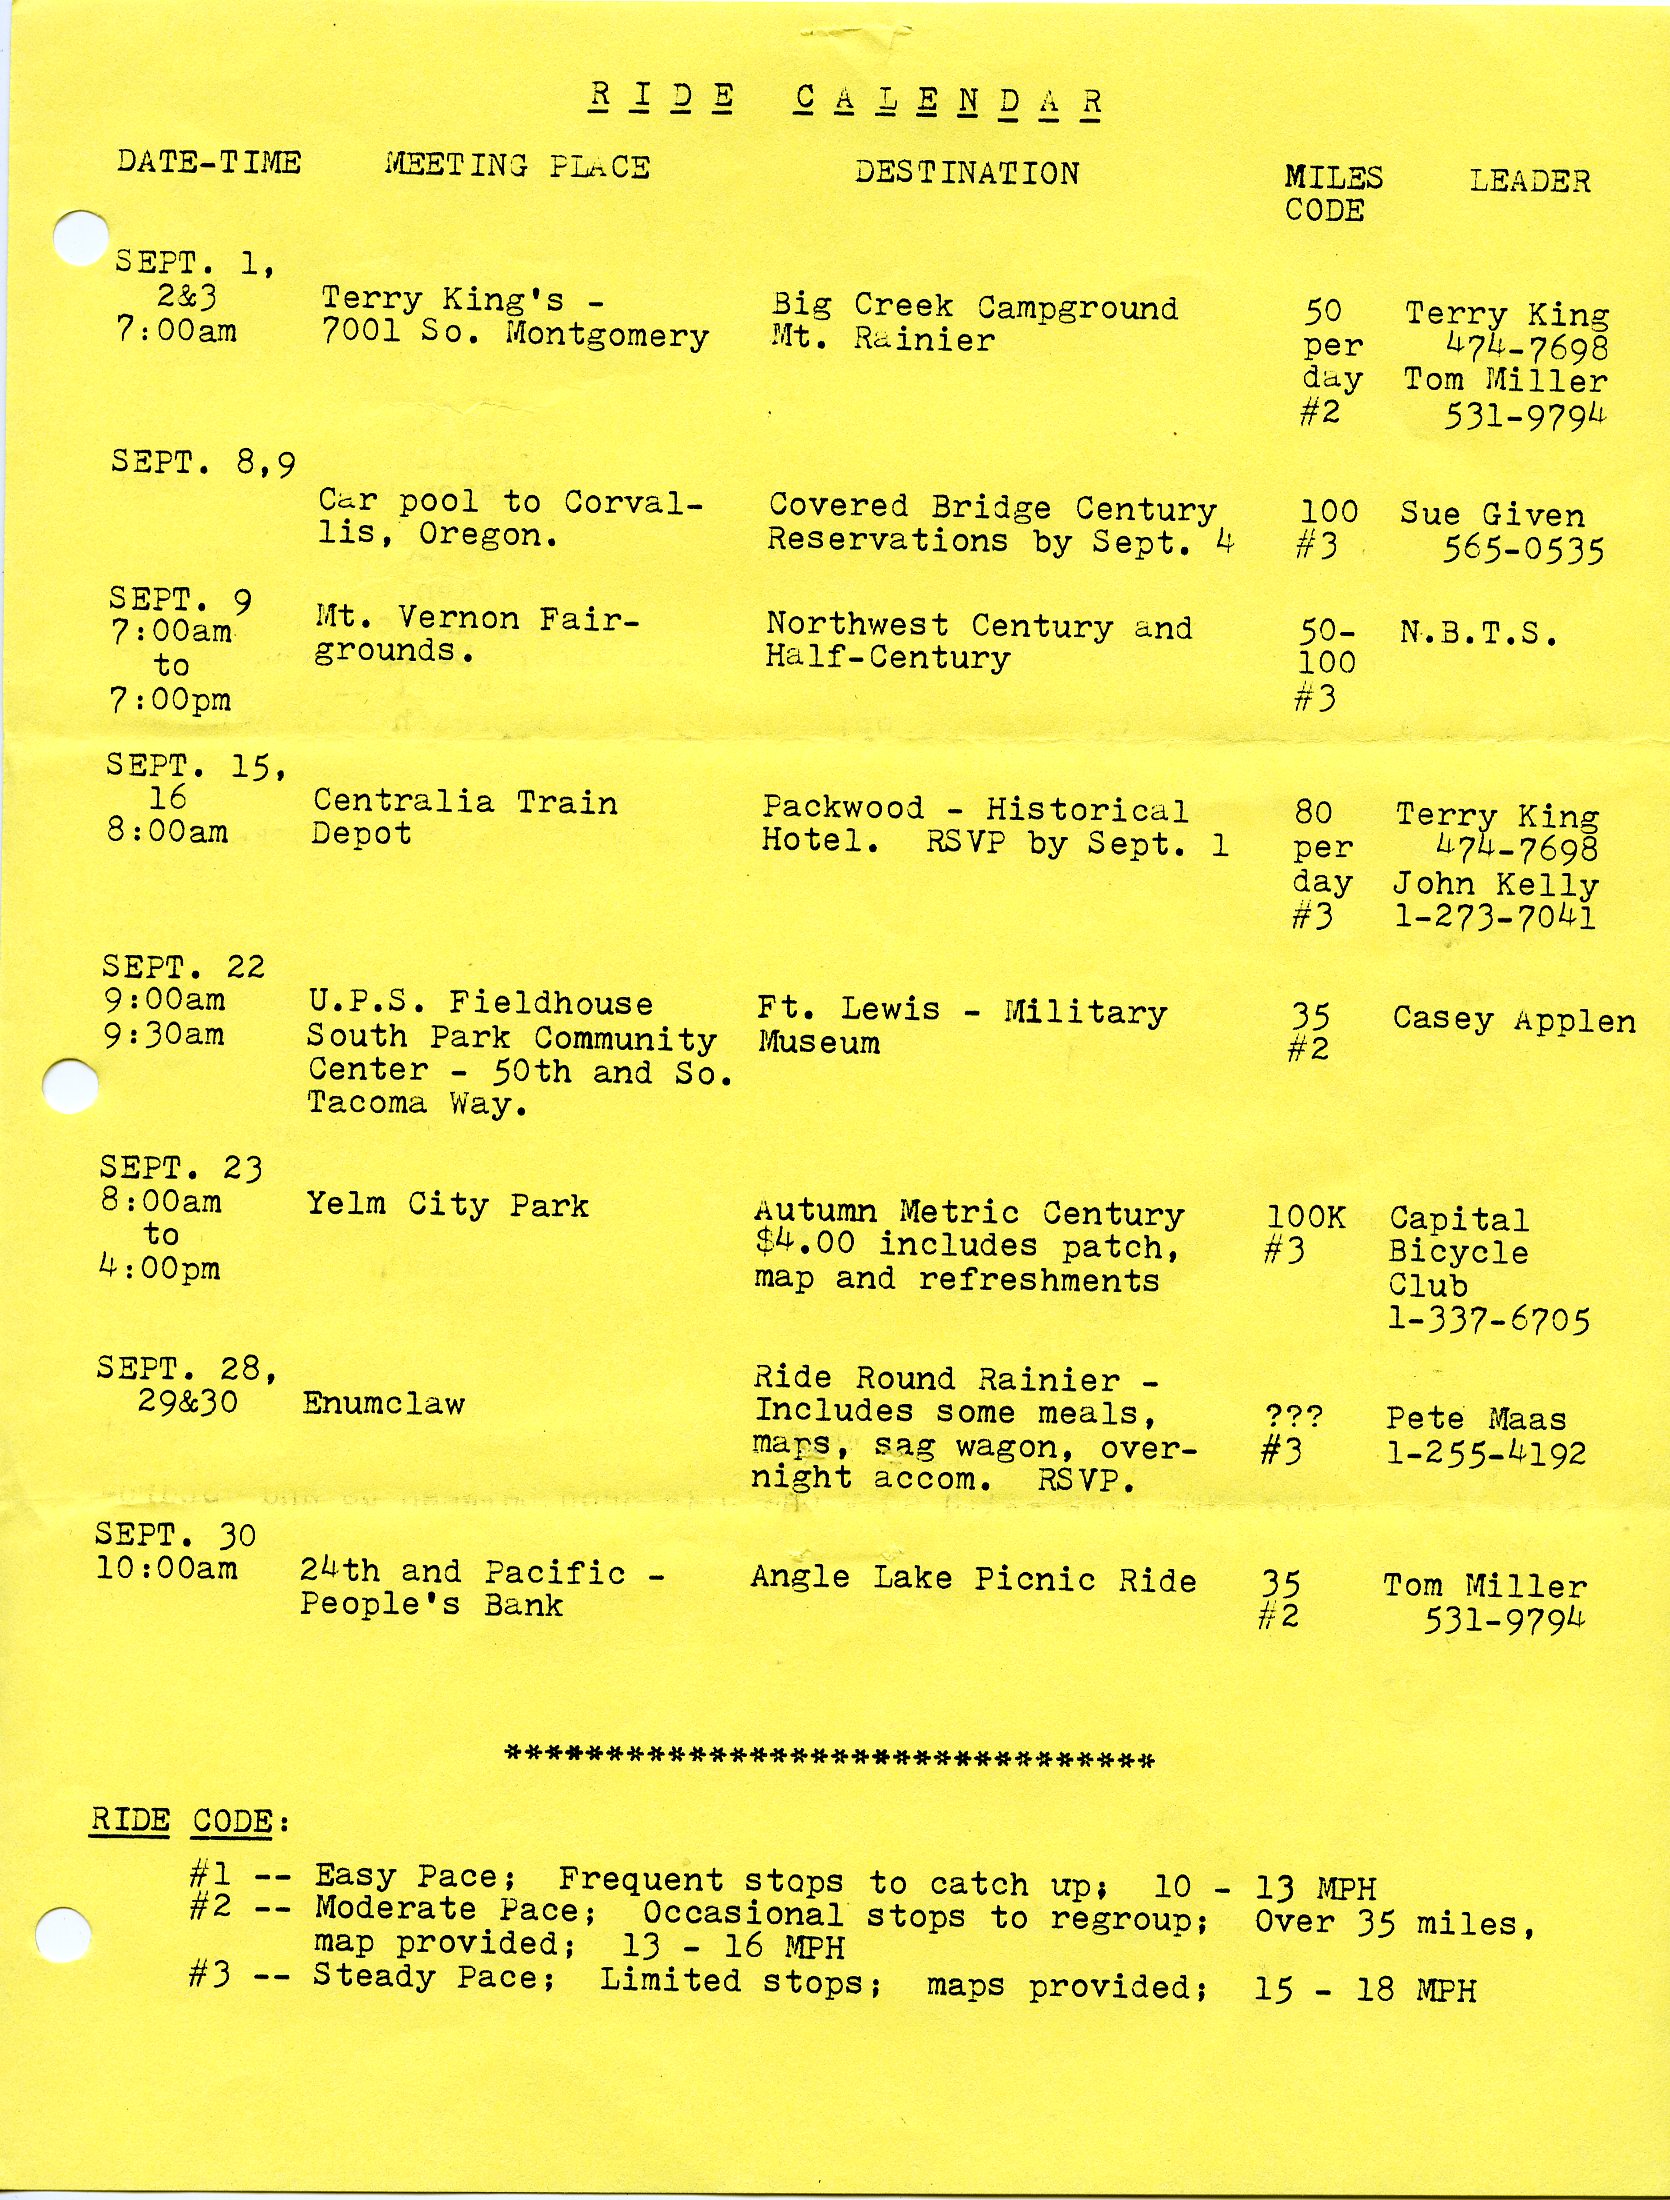 RIDE CALENDAR
DATE-TIME MEETING PLACE DESTINATION MILES LEADER
CODE
SEPT. 1,
2&3 Terry King's - Big Creek Campground 50 Terry King
7:00am 7001 So. Montgomery Mt. Rainier per 474-7698
day Tom Miller
#2 531-9794
SEPT. 8,9
Car pool to Corval- Covered Bridge Century 100 Sue Given
lis, Oregon. Reservations by Sept. 4 #3 565-0535
SEPT. 9
7:00am Mt. Vernon Fair- Northwest Century and 50- N.B.T.S.
to grounds. Half-Century 100
7:00pm #3
SEPT. 15,
16 Centralia Train Packwood - Historical 80 Terry King
8:00am Depot Hotel. RSVP by Sept. 1 per 474-7698
day John Kelly
#3 1-273-7041
SEPT. 22
9:00am U.P.S. Fieldhouse Ft. Lewis - Military 35 Casey Applen
9:30am South Park Community Museum #2
Center - 50th and So.
Tacoma Way.
SEPT. 23
8:00am Yelm City Park Autumn Metric Century 100K Capital
to $4.00 includes patch, #3 Bicycle
4:00pm map and refreshments Club
1-337-6705
SEPT. 28, Ride Round Rainier -
29&30 Enumclaw Includes some meals, ??? Pete Maas
maps, sag wagon, over- #3 1-255-4192
night accom. RSVP.
SEPT. 30
10:00am 24th and Pacific - Angle Lake Picnic Ride 35 Tom Miller
People's Bank #2 531-9794
********************************
RIDE CODE:
#1 -- Easy Pace; Frequent stops to catch up; 10 - 13 MPH
#2 -- Moderate Pace; Occasional stops to regroup; Over 35 miles,
map provided; 13 - 16 MPH
#3 -- Steady Pace; Limited stops; maps provided; 15 - 18 MPH